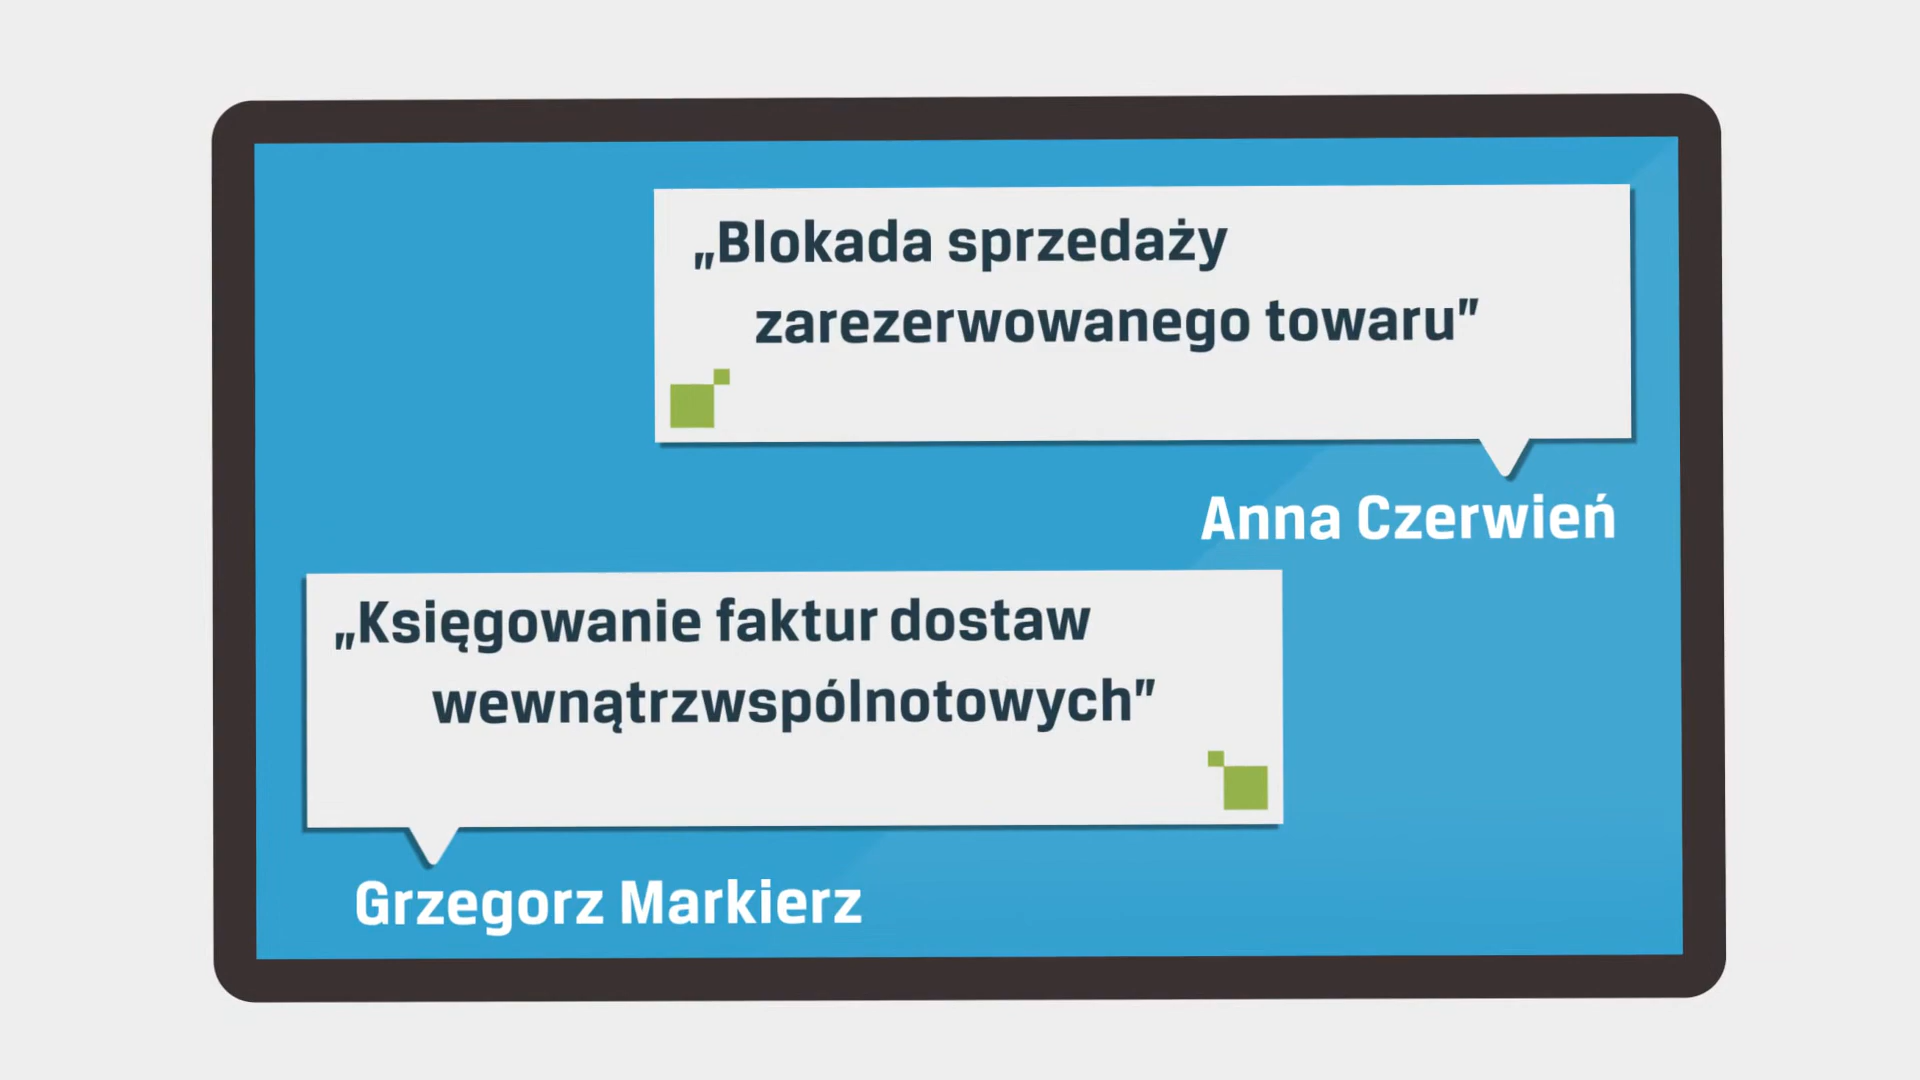 „Blokada sprzedaży
zarezerwowanego towaru”
Anna Czerwień
„Księgowanie faktur dostaw
wewnątrzwspólnotowych”
Grzegorz Markierz